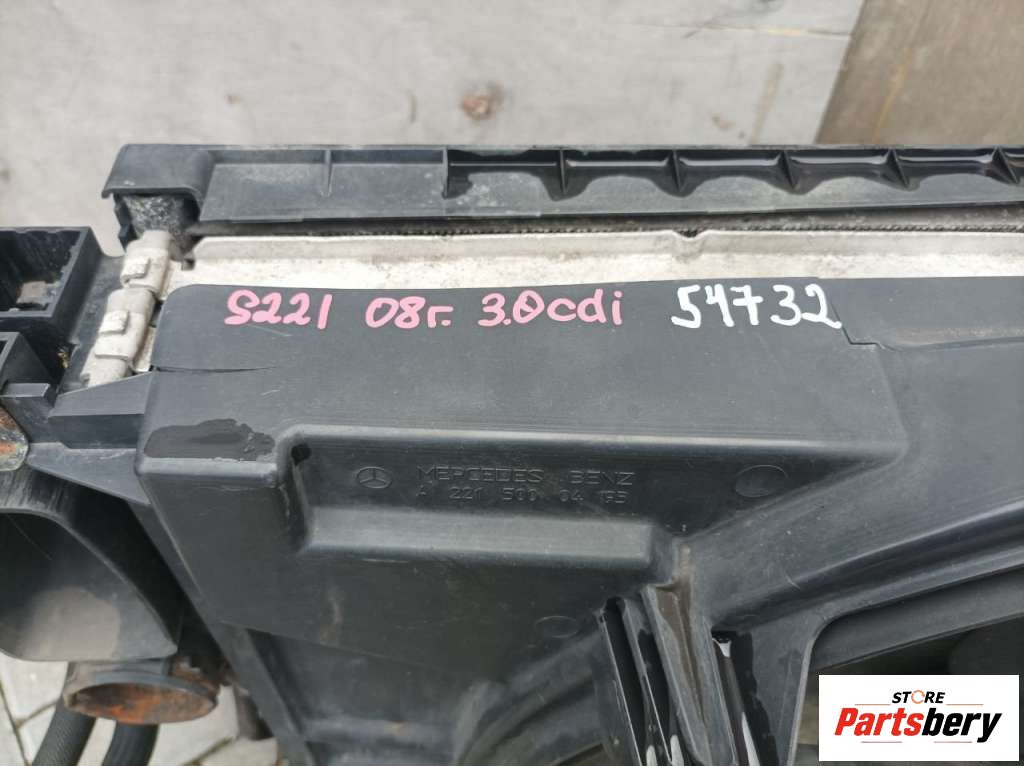 S221 08г. 3.0cdi 54732
MERCEDES BENZ
A 221 500 04 93
STORE
Partsbery